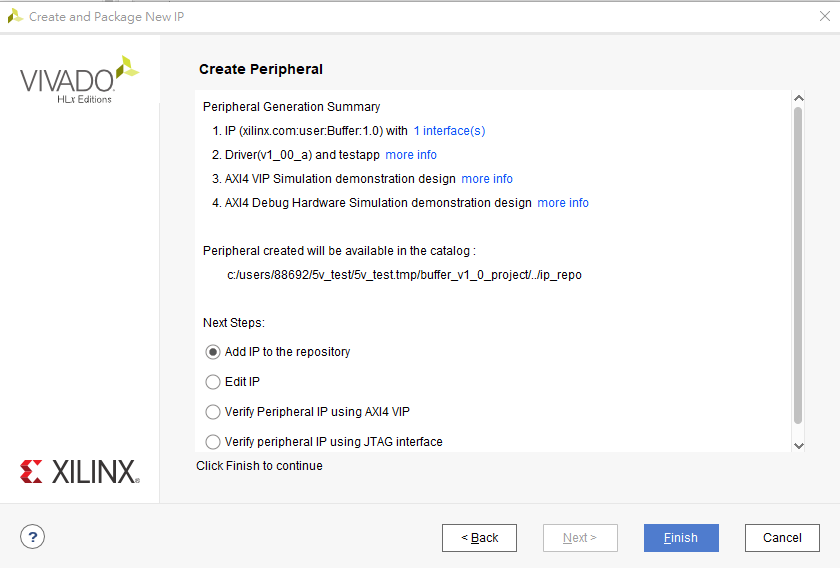 Create and Package New IP
VIVADO
HLx Editions
Create Peripheral
Peripheral Generation Summary
1. IP (xilinx.com:user:Buffer:1.0) with 1 interface(s)
2. Driver(v1_00_a) and testapp more info
3. AXI4 VIP Simulation demonstration design more info
4. AXI4 Debug Hardware Simulation demonstration design more info
Peripheral created will be available in the catalog :
c:/users/88692/5v_test/5v_test.tmp/buffer_v1_0_project/../ip_repo
Next Steps:
Add IP to the repository
Edit IP
Verify Peripheral IP using AXI4 VIP
Verify peripheral IP using JTAG interface
Click Finish to continue
XILINX®
?
< Back
Next >
Finish
Cancel